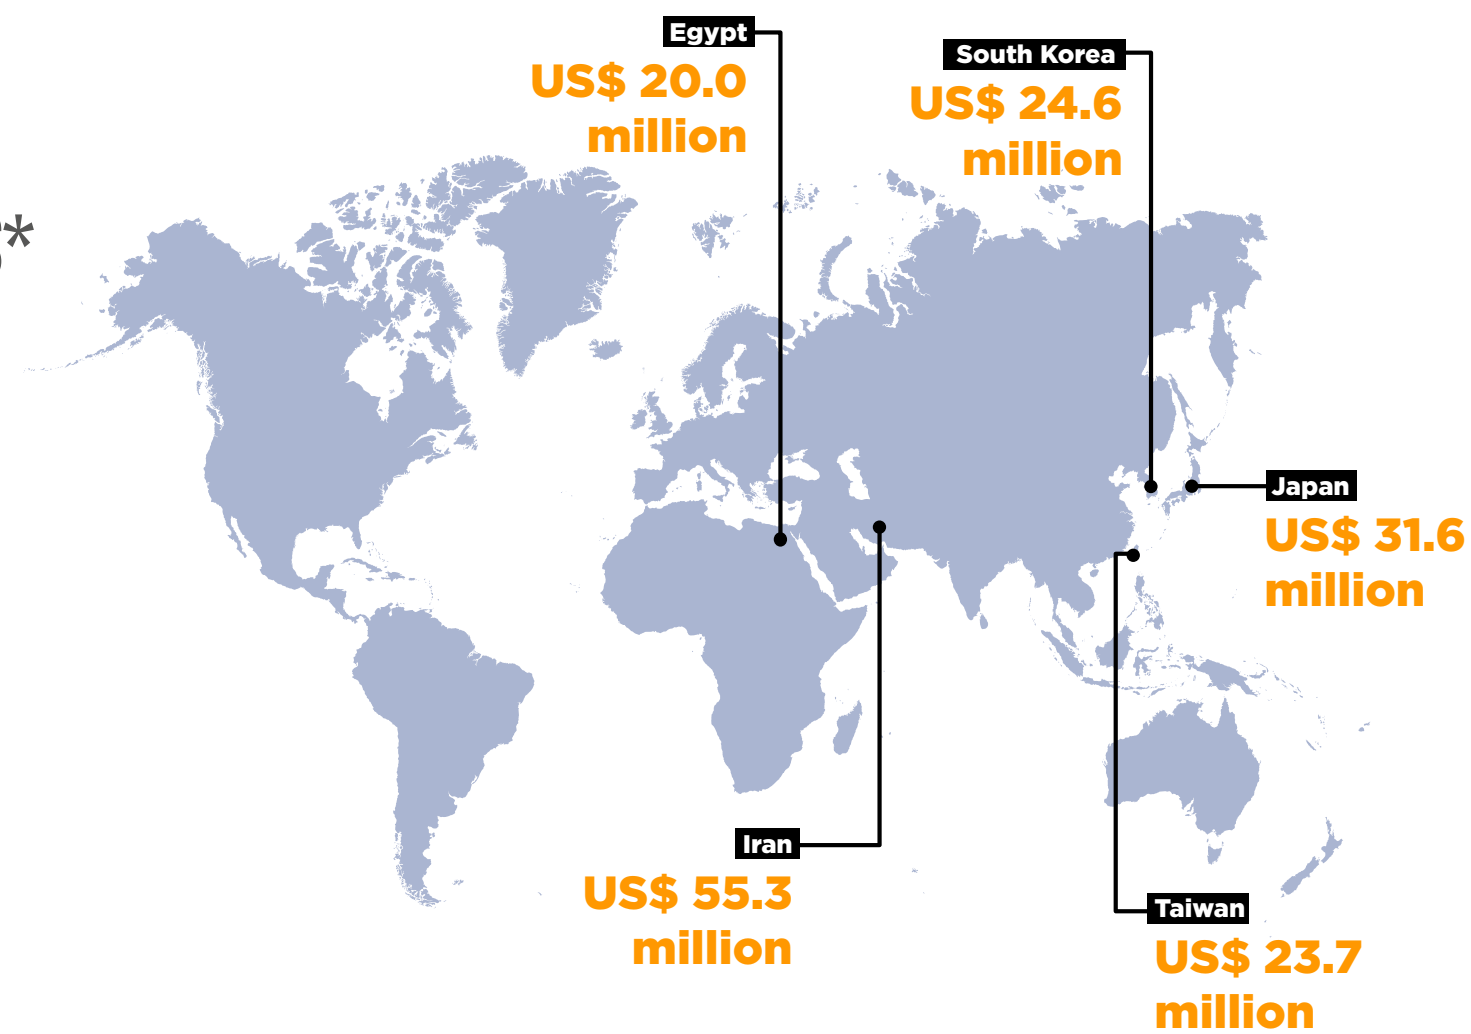 Egypt
US$ 20.0
million
South Korea
US$ 24.6
million
Japan
US$ 31.6
million
Iran
US$ 55.3
million
Taiwan
US$ 23.7
million